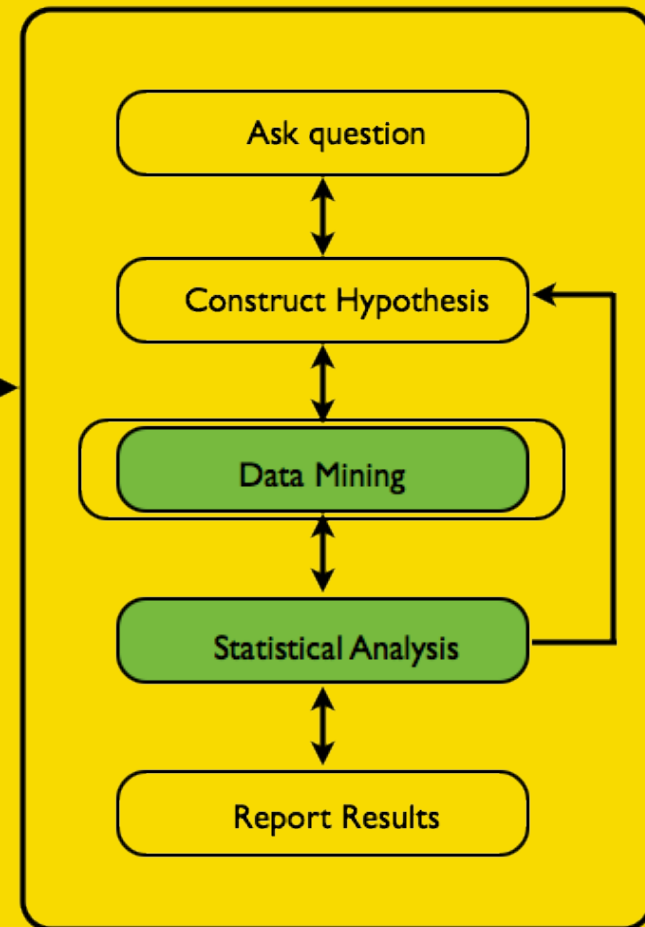 Ask question
Construct Hypothesis
Data Mining
Statistical Analysis
Report Results